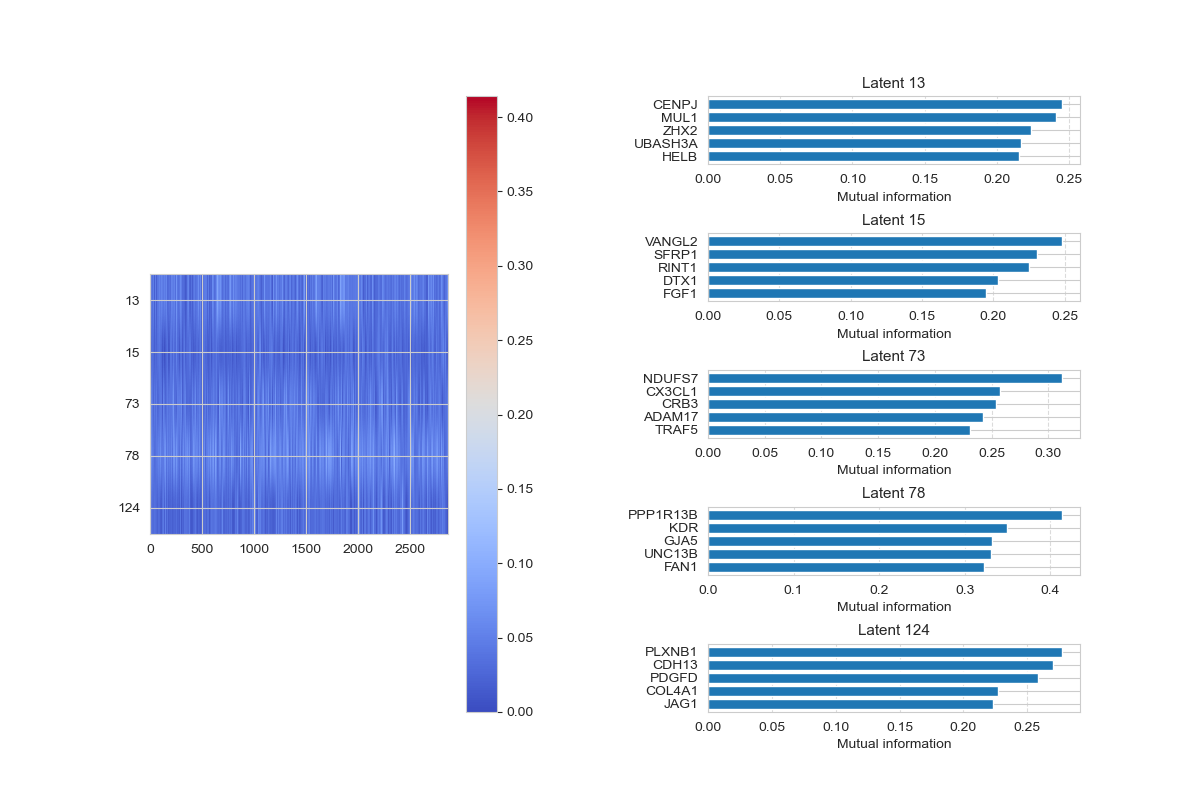 13
15
73
78
124
0 500 1000 1500 2000 2500
0.40
0.35
0.30
0.25
0.20
0.15
0.10
0.05
0.00
Latent 13
CENPJ
MUL1
ZHX2
UBASH3A
HELB
0.00 0.05 0.10 0.15 0.20 0.25
Mutual information
Latent 15
VANGL2
SFRP1
RINT1
DTX1
FGF1
0.00 0.05 0.10 0.15 0.20 0.25
Mutual information
Latent 73
NDUFS7
CX3CL1
CRB3
ADAM17
TRAF5
0.00 0.05 0.10 0.15 0.20 0.25 0.30
Mutual information
Latent 78
PPP1R13B
KDR
GJA5
UNC13B
FAN1
0.0 0.1 0.2 0.3 0.4
Mutual information
Latent 124
PLXNB1
CDH13
PDGFD
COL4A1
JAG1
0.00 0.05 0.10 0.15 0.20 0.25
Mutual information